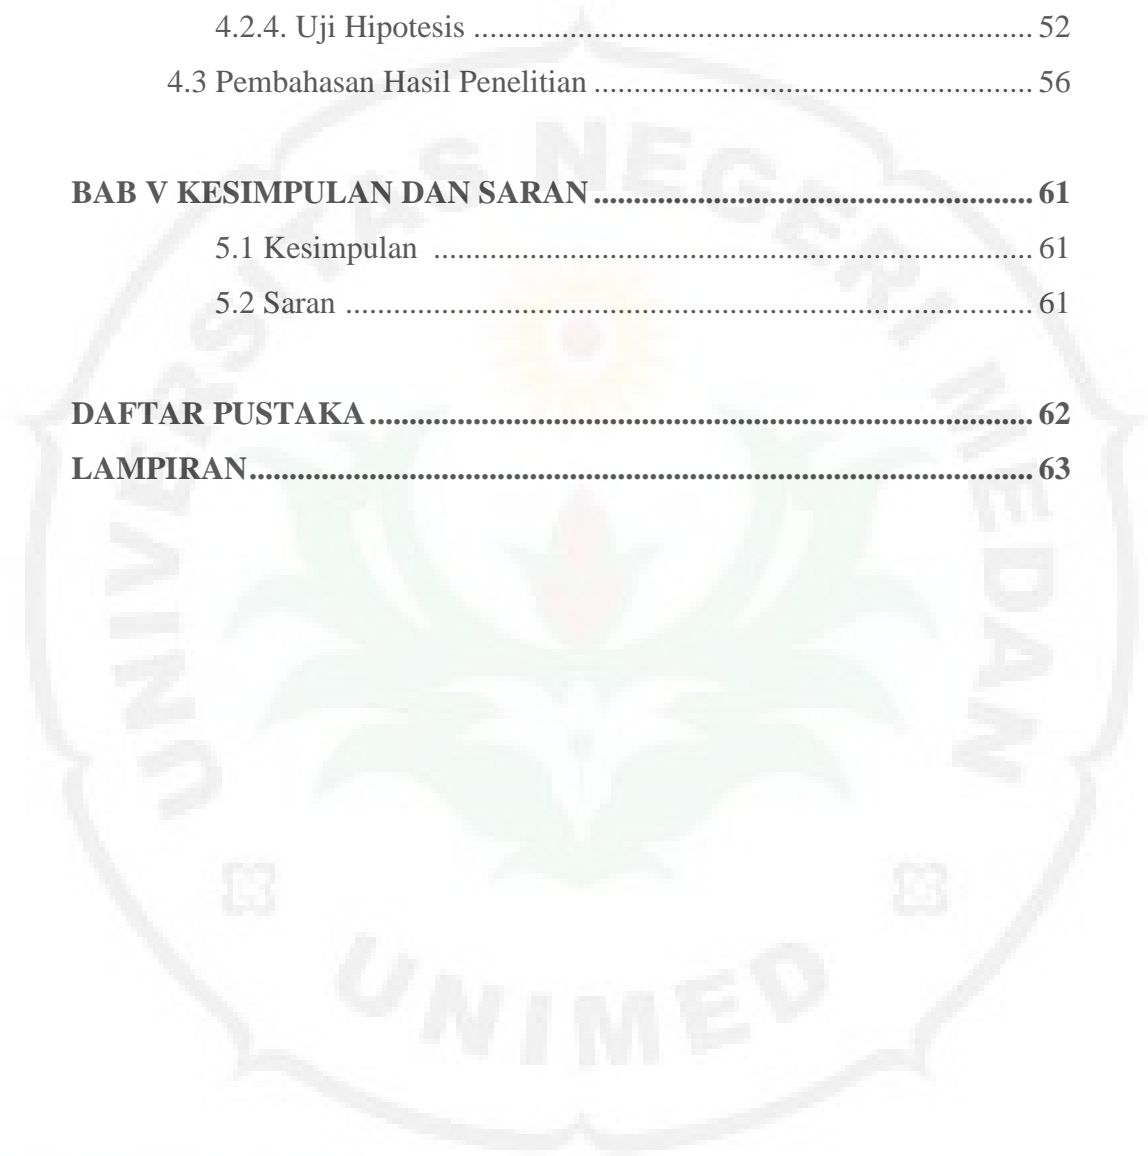 4.2.4. Uji Hipotesis ...................................................................... 52
4.3 Pembahasan Hasil Penelitian ....................................................... 56
BAB V KESIMPULAN DAN SARAN ....................................................... 61
5.1 Kesimpulan ........................................................................... 61
5.2 Saran ...................................................................................... 61
DAFTAR PUSTAKA ................................................................................... 62
LAMPIRAN .................................................................................................. 63
UNIVERSITAS NEGERI MEDAN
UNIMED